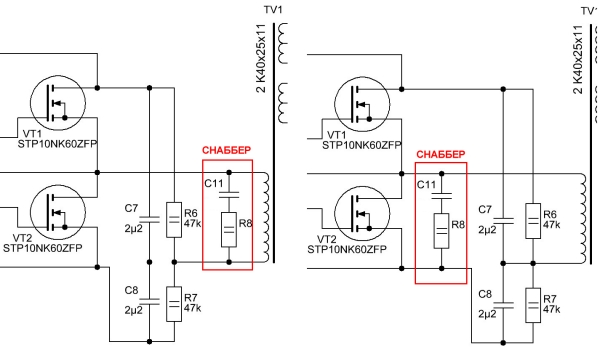 TV1
2 K40x25x11
VT1
STP10NK60ZFP
СНАББЕР
C11
R8
C7
2µ2
R6
47k
VT2
STP10NK60ZFP
C8
2µ2
R7
47k
TV1
2 K40x25x11
VT1
STP10NK60ZFP
СНАББЕР
C11
R8
C7
2µ2
R6
47k
VT2
STP10NK60ZFP
C8
2µ2
R7
47k